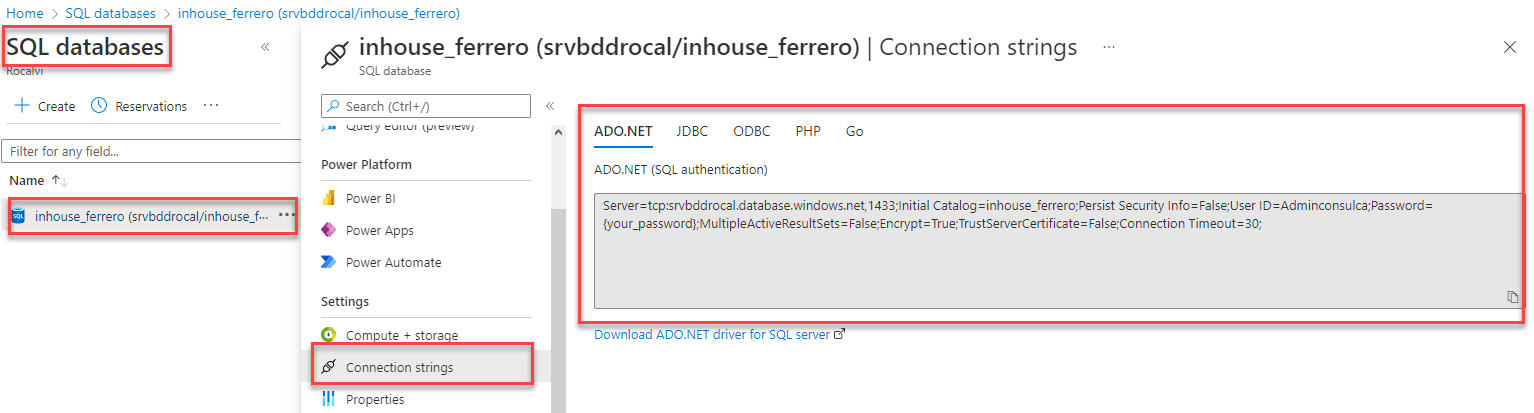 Home > SQL databases > inhouse_ferrero (srvbddrocal/inhouse_ferrero)
SQL databases «
Rocalvi
+ Create Reservations ...
Filter for any field...
Name ↑↓
SQL inhouse_ferrero (srvbddrocal/inhouse_f... ...
inhouse_ferrero (srvbddrocal/inhouse_ferrero) | Connection strings ...
SQL database
Search (Ctrl+/) «
Query editor (preview)
Power Platform
Power BI
Power Apps
Power Automate
Settings
Compute + storage
Connection strings
Properties
ADO.NET JDBC ODBC PHP Go
ADO.NET (SQL authentication)
Server=tcp:srvbddrocal.database.windows.net,1433;Initial Catalog=inhouse_ferrero;Persist Security Info=False;User ID=Adminconsulca;Password=
{your_password};MultipleActiveResultSets=False;Encrypt=True;TrustServerCertificate=False;Connection Timeout=30;
Download ADO.NET driver for SQL server